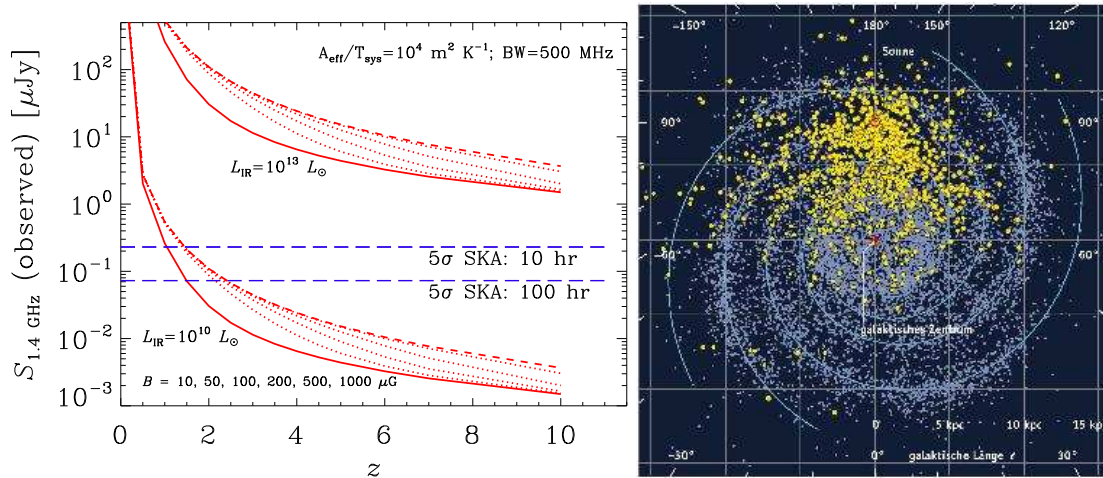 A_eff/T_sys=10^4 m^2 K^-1; BW=500 MHz
L_IR=10^13 L_⊙
5σ SKA: 10 hr
5σ SKA: 100 hr
L_IR=10^10 L_⊙
B = 10, 50, 100, 200, 500, 1000 μG
S_1.4 GHz (observed) [μJy]
10^2
10^1
10^0
10^-1
10^-2
10^-3
0 2 4 6 8 10
z
-150° 180° 150° 120°
Sonne
90° 90°
-60° 60°
galaktisches Zentrum
0 5 kpc 10 kpc 15 kp
-30° 0° galaktische Länge ℓ 30°